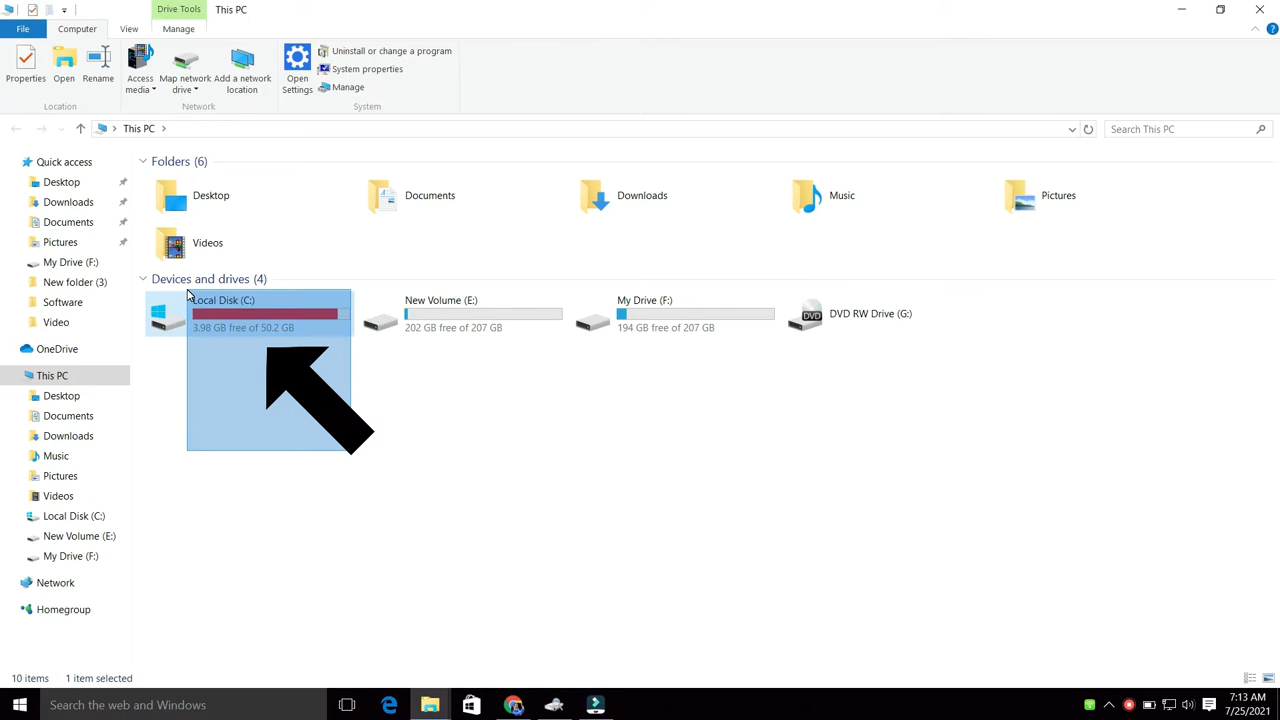 Drive Tools
This PC
File
Computer
View
Manage
Properties
Open
Rename
Access media
Map network drive
Add a network location
Open Settings
Uninstall or change a program
System properties
Manage
Location
Network
System
This PC
Search This PC
Quick access
Desktop
Downloads
Documents
Pictures
My Drive (F:)
New folder (3)
Software
Video
OneDrive
This PC
Desktop
Documents
Downloads
Music
Pictures
Videos
Local Disk (C:)
New Volume (E:)
My Drive (F:)
Network
Homegroup
Folders (6)
Desktop
Documents
Downloads
Music
Pictures
Videos
Devices and drives (4)
Local Disk (C:)
3.98 GB free of 50.2 GB
New Volume (E:)
202 GB free of 207 GB
My Drive (F:)
194 GB free of 207 GB
DVD
DVD RW Drive (G:)
10 items
1 item selected
Search the web and Windows
7:13 AM
7/25/2021